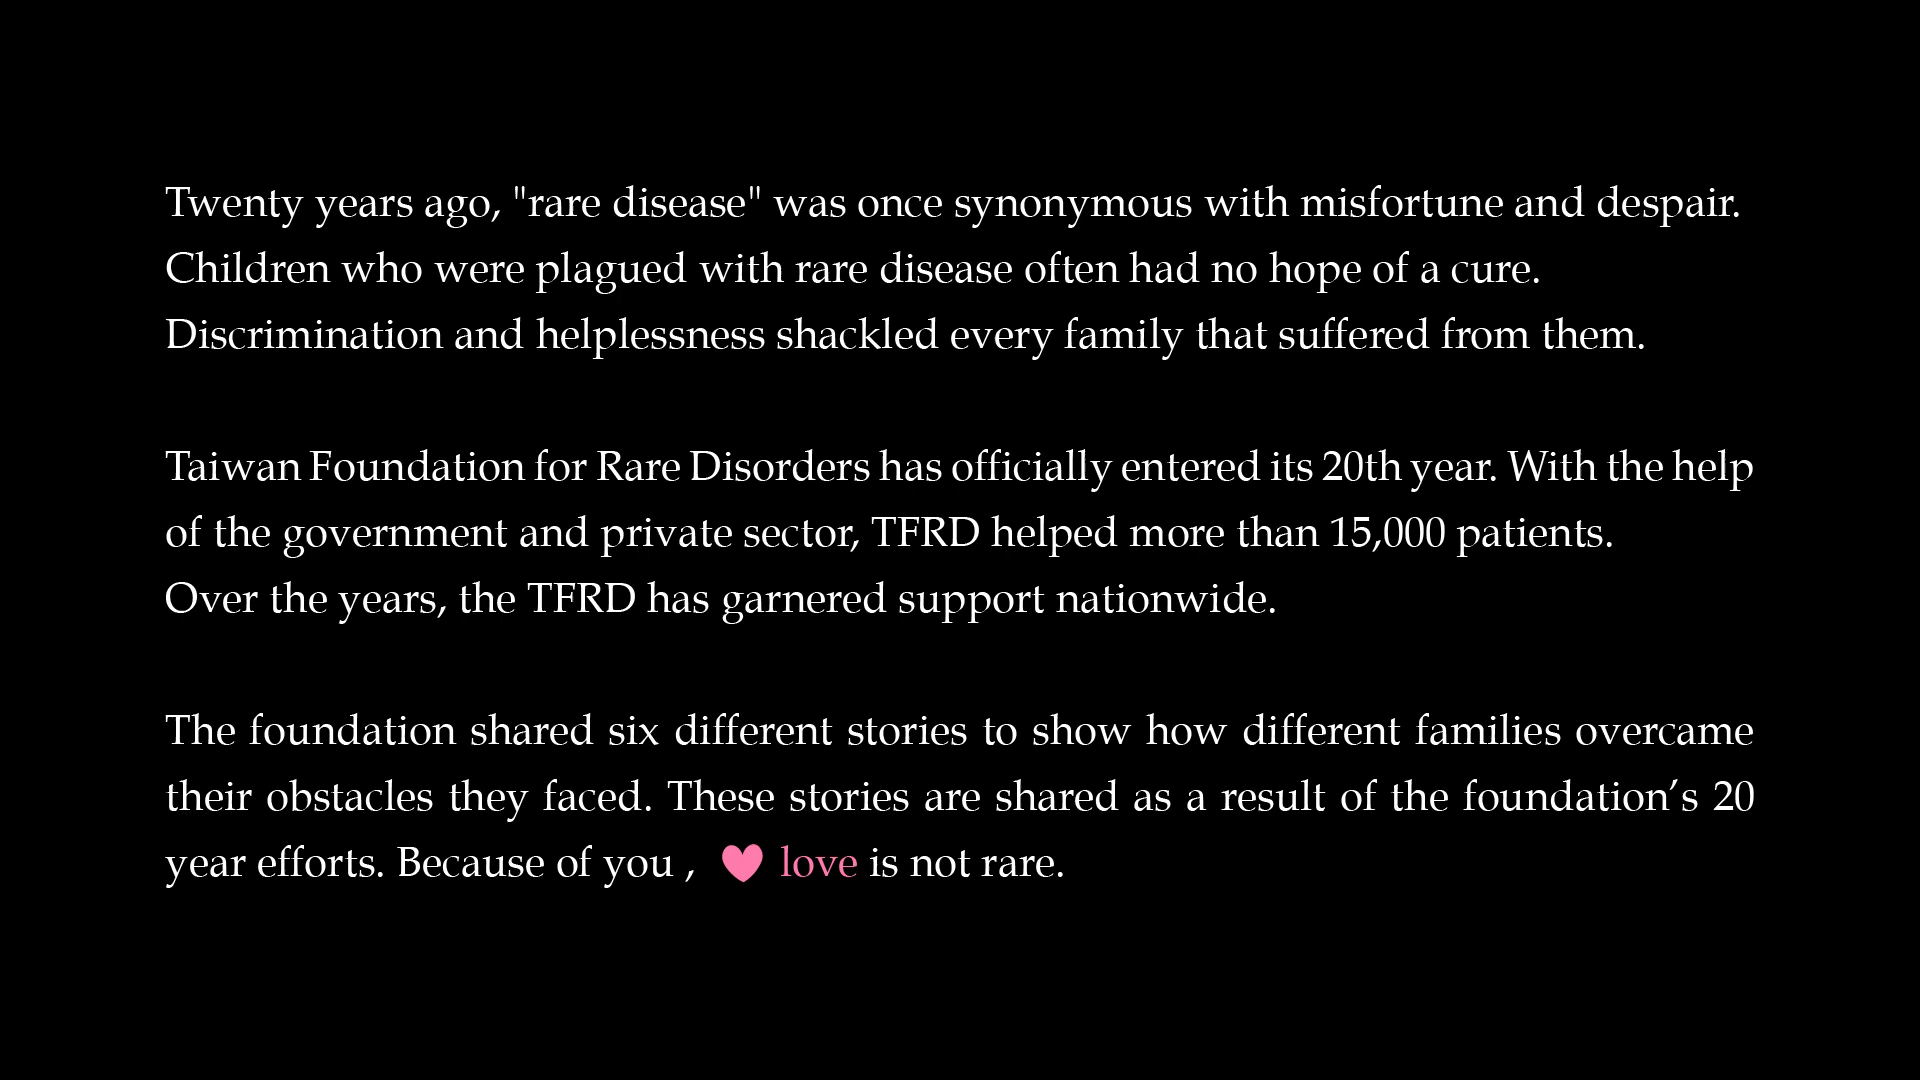 Twenty years ago, "rare disease" was once synonymous with misfortune and despair.
Children who were plagued with rare disease often had no hope of a cure.
Discrimination and helplessness shackled every family that suffered from them.
Taiwan Foundation for Rare Disorders has officially entered its 20th year. With the help
of the government and private sector, TFRD helped more than 15,000 patients.
Over the years, the TFRD has garnered support nationwide.
The foundation shared six different stories to show how different families overcame
their obstacles they faced. These stories are shared as a result of the foundation’s 20
year efforts. Because of you , love is not rare.